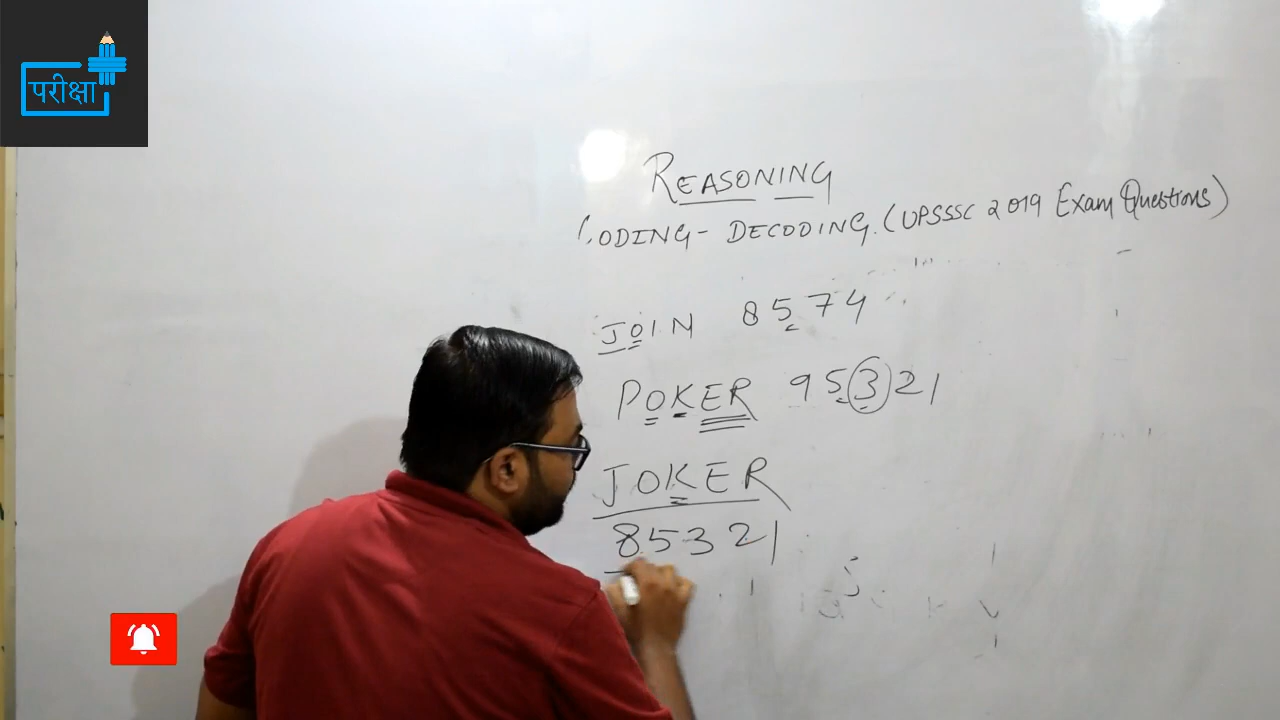 परीक्षा
REASONING
CODING- DECODING. (UPSSSC 2019 Exam Questions)
JOIN 8574
POKER 95321
JOKER
85321